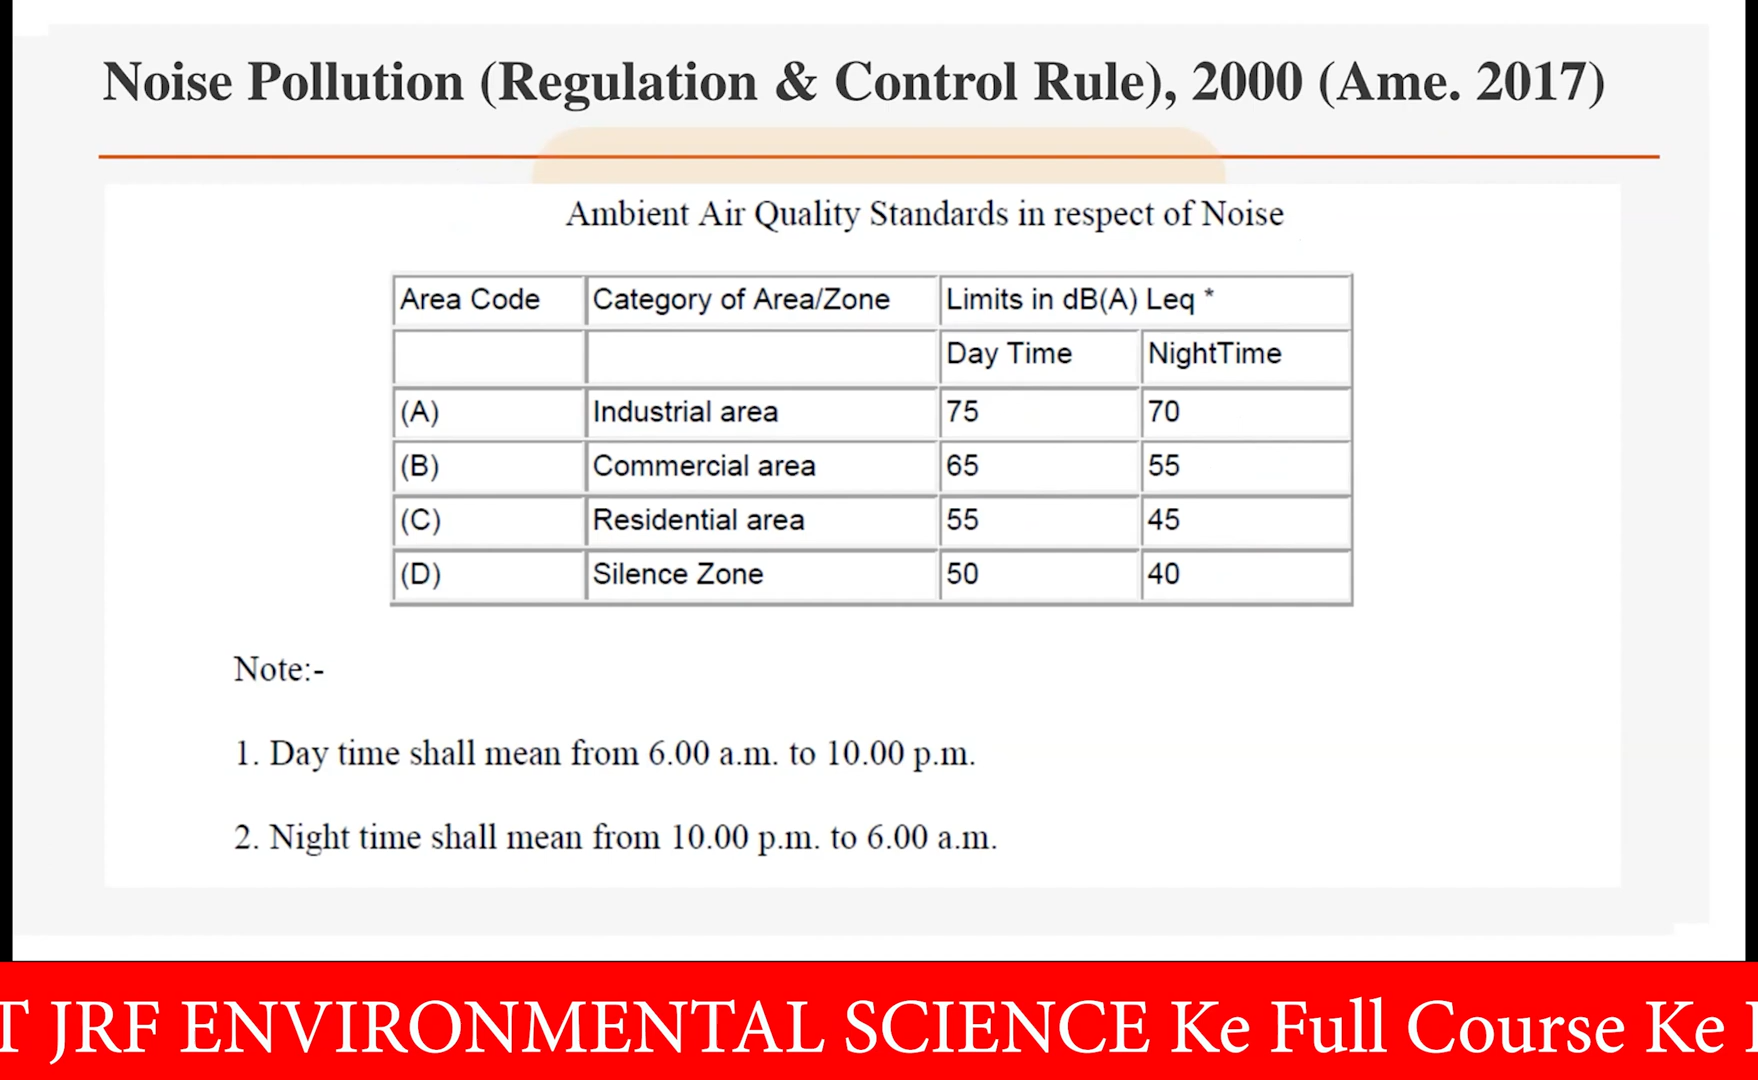 Noise Pollution (Regulation & Control Rule), 2000 (Ame. 2017)
Ambient Air Quality Standards in respect of Noise
Area Code Category of Area/Zone Limits in dB(A) Leq *
Day Time NightTime
(A) Industrial area 75 70
(B) Commercial area 65 55
(C) Residential area 55 45
(D) Silence Zone 50 40
Note:-
1. Day time shall mean from 6.00 a.m. to 10.00 p.m.
2. Night time shall mean from 10.00 p.m. to 6.00 a.m.
T JRF ENVIRONMENTAL SCIENCE Ke Full Course Ke